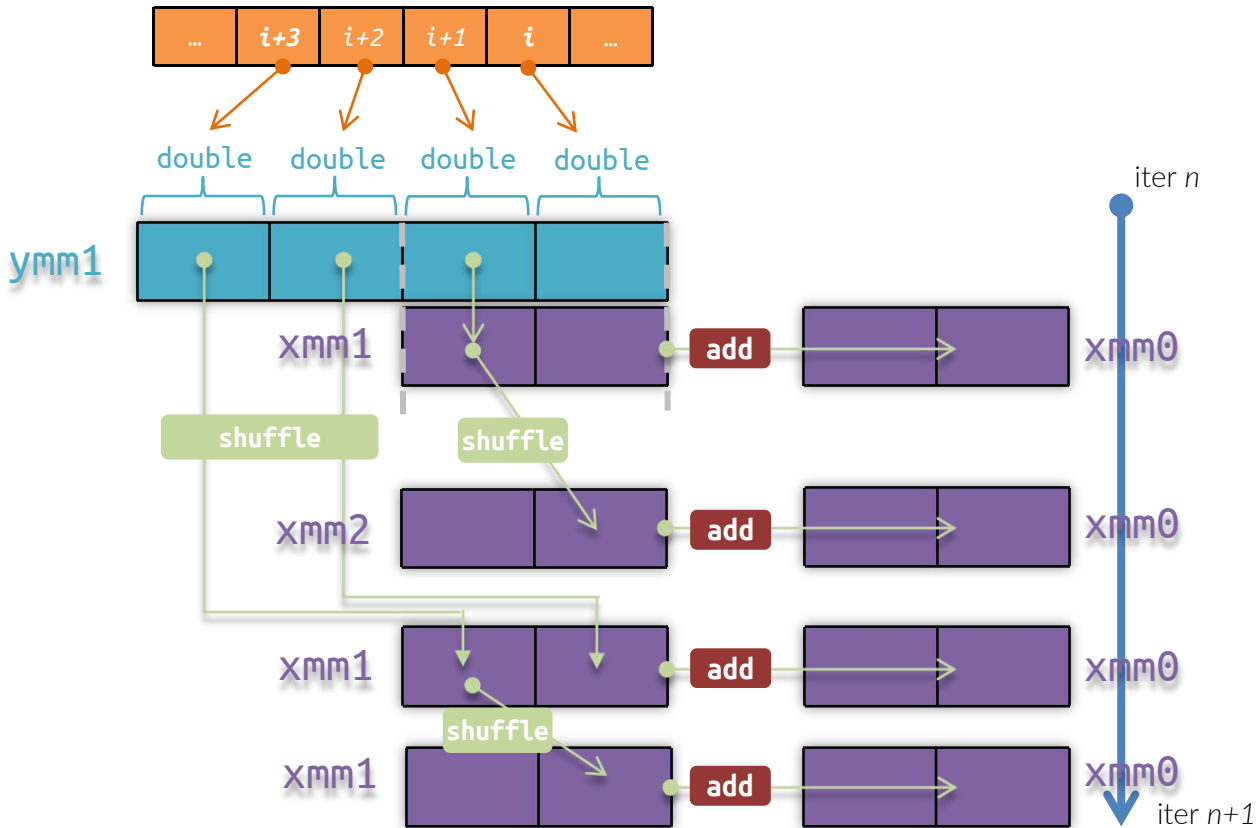 … i+3 i+2 i+1 i …
double double double double
iter n
ymm1
xmm1 add xmm0
shuffle shuffle
xmm2 add xmm0
xmm1 add xmm0
shuffle
xmm1 add xmm0
iter n+1